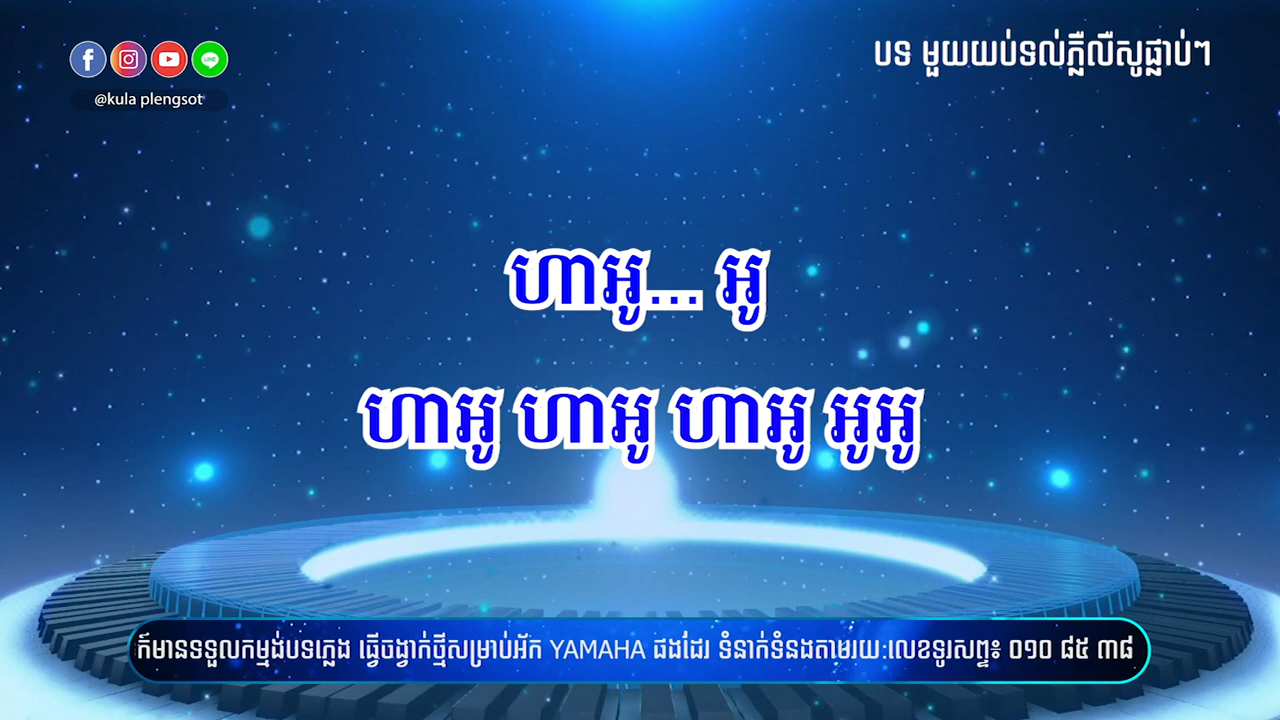 បទ មួយយប់ទល់ភ្លឺលឺសូផ្លាប់ៗ
@kula plengsot
ហាអូ... អូ
ហាអូ ហាអូ ហាអូ អូអូ
ក៍មានទទួលកម្មង់បទភ្លេង ធ្វើចង្វាក់ថ្មីសម្រាប់អ័ក YAMAHA ផងដែរ ទំនាក់ទំនងតាមរយៈលេខទូរសព្ទ៖ ០១០ ៨៥ ៣៨